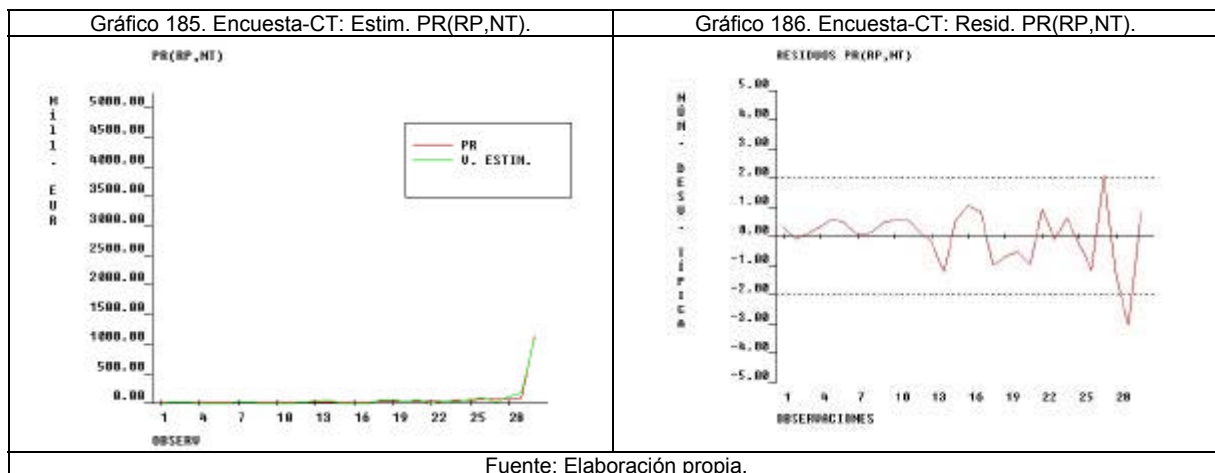 Gráfico 185. Encuesta-CT: Estim. PR(RP,NT).
Gráfico 186. Encuesta-CT: Resid. PR(RP,NT).
PR(RP,NT)
Mill. EUR
5000.00
4500.00
4000.00
3500.00
3000.00
2500.00
2000.00
1500.00
1000.00
500.00
0.00
PR
V. ESTIM.
1 4 7 10 13 16 19 22 25 28
OBSERV
RESIDUOS PR(RP,NT)
NÚM. DESV. TÍPICA
5.00
4.00
3.00
2.00
1.00
0.00
-1.00
-2.00
-3.00
-4.00
-5.00
1 4 7 10 13 16 19 22 25 28
OBSERVACIONES
Fuente: Elaboración propia.